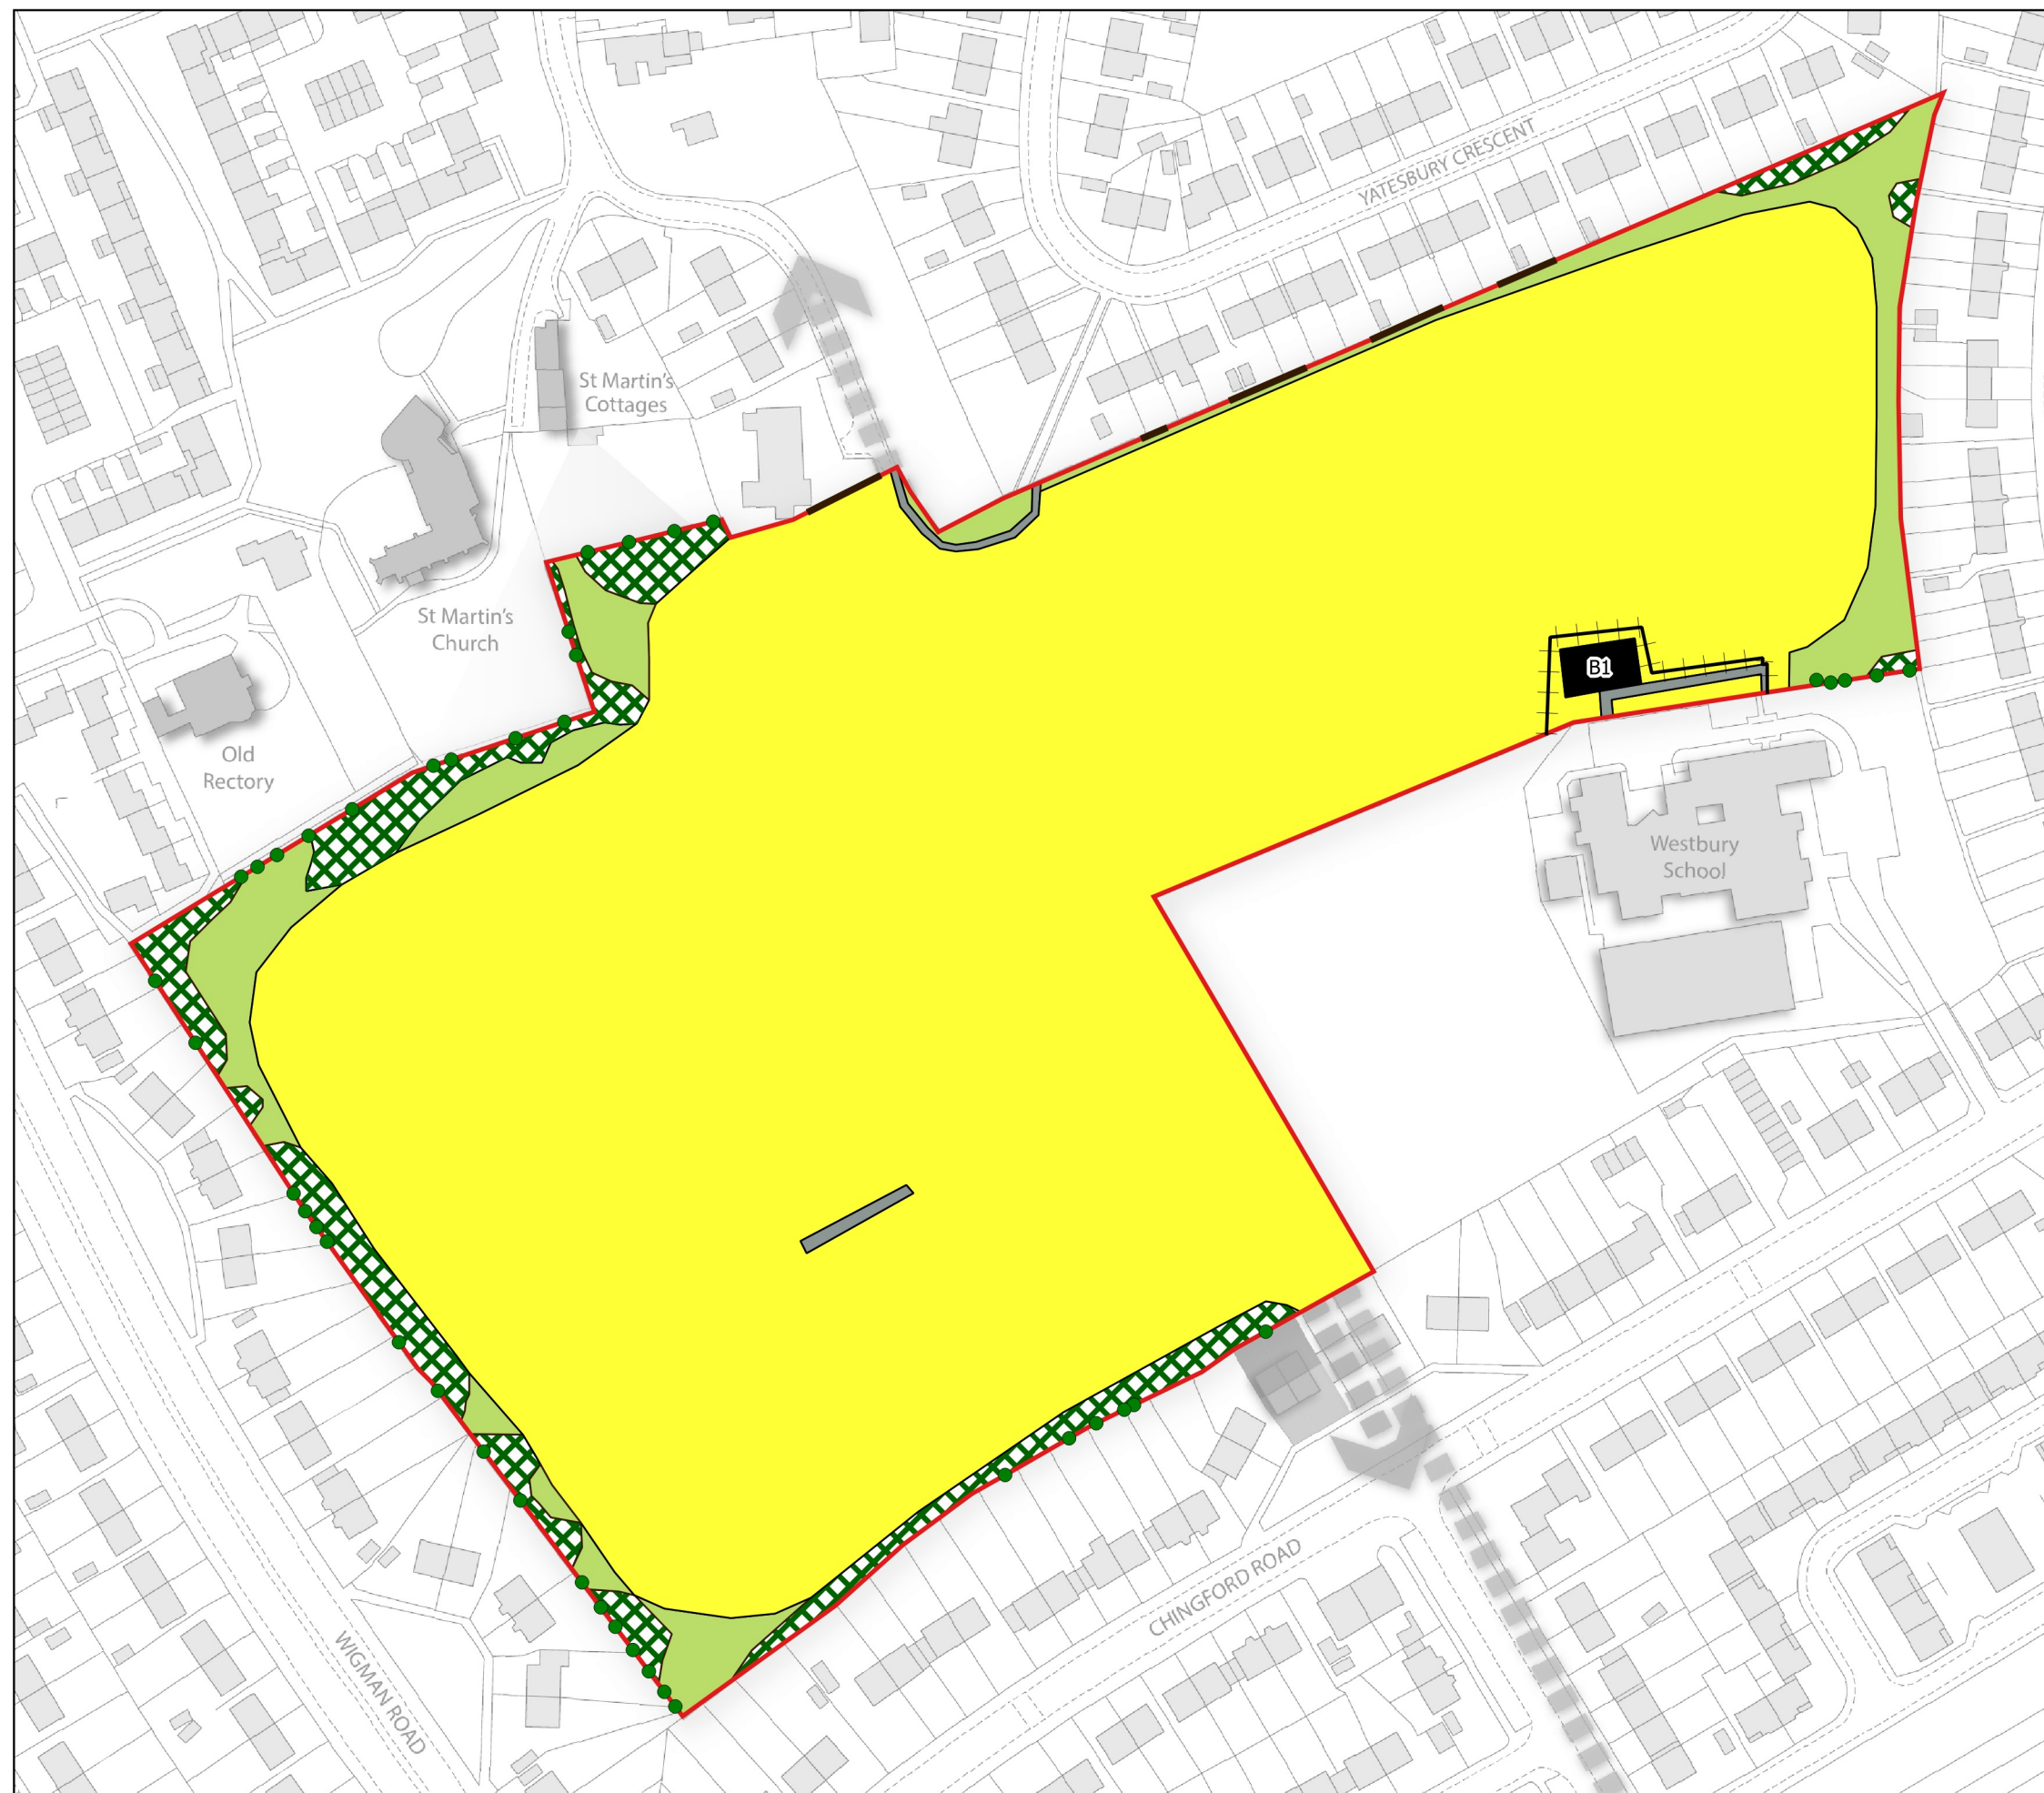 YATESBURY CRESCENT
St Martin's
Cottages
St Martin's
Church
B1
Old
Rectory
Westbury
School
CHINGFORD ROAD
WIGMAN ROAD